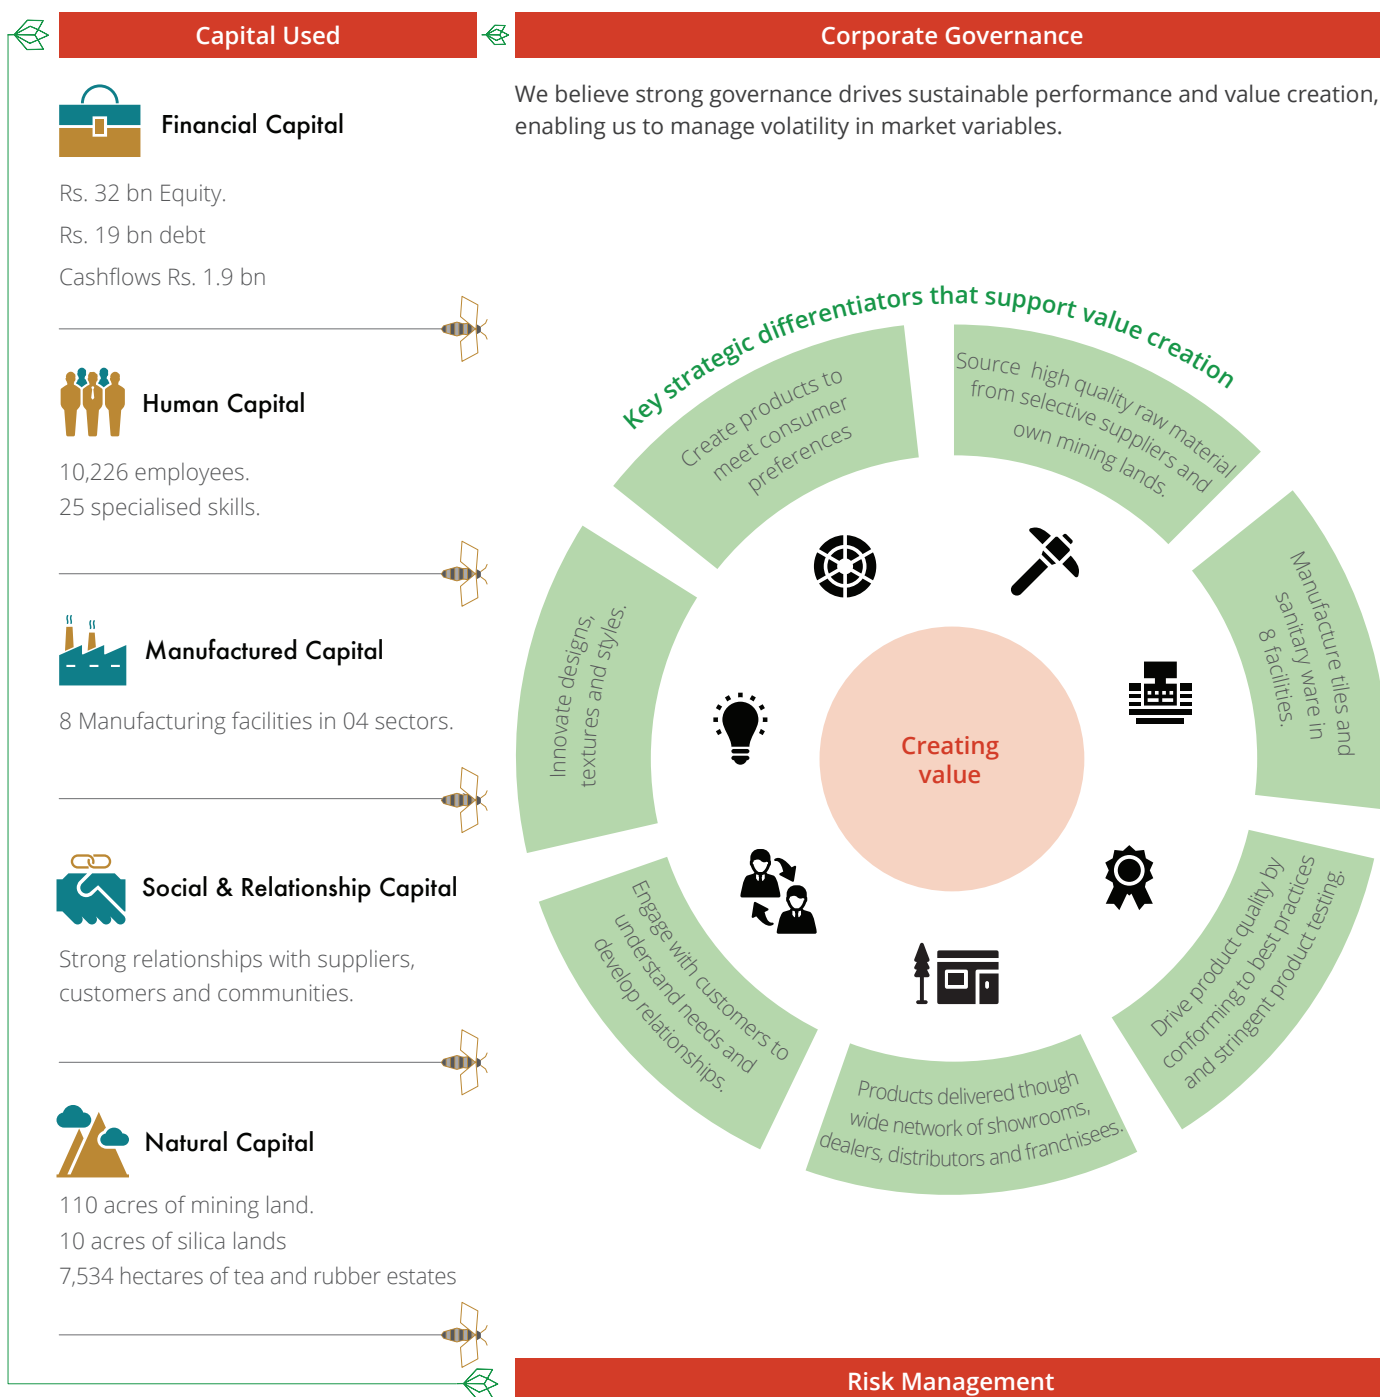 Capital Used
Financial Capital
Rs. 32 bn Equity.
Rs. 19 bn debt
Cashflows Rs. 1.9 bn
Human Capital
10,226 employees.
25 specialised skills.
Manufactured Capital
8 Manufacturing facilities in 04 sectors.
Social & Relationship Capital
Strong relationships with suppliers,
customers and communities.
Natural Capital
110 acres of mining land.
10 acres of silica lands
7,534 hectares of tea and rubber estates
Corporate Governance
We believe strong governance drives sustainable performance and value creation,
enabling us to manage volatility in market variables.
Key strategic differentiators that support value creation
Source high quality raw material
from selective suppliers and
own mining lands.
Manufacture tiles and
sanitary ware in
8 facilities.
Drive product quality by
conforming to best practices
and stringent product testing.
Products delivered though
wide network of showrooms,
dealers, distributors and franchisees.
Engage with customers to
understand needs and
develop relationships.
Innovate designs,
textures and styles.
Create products to
meet consumer
preferences
Creating
value
Risk Management